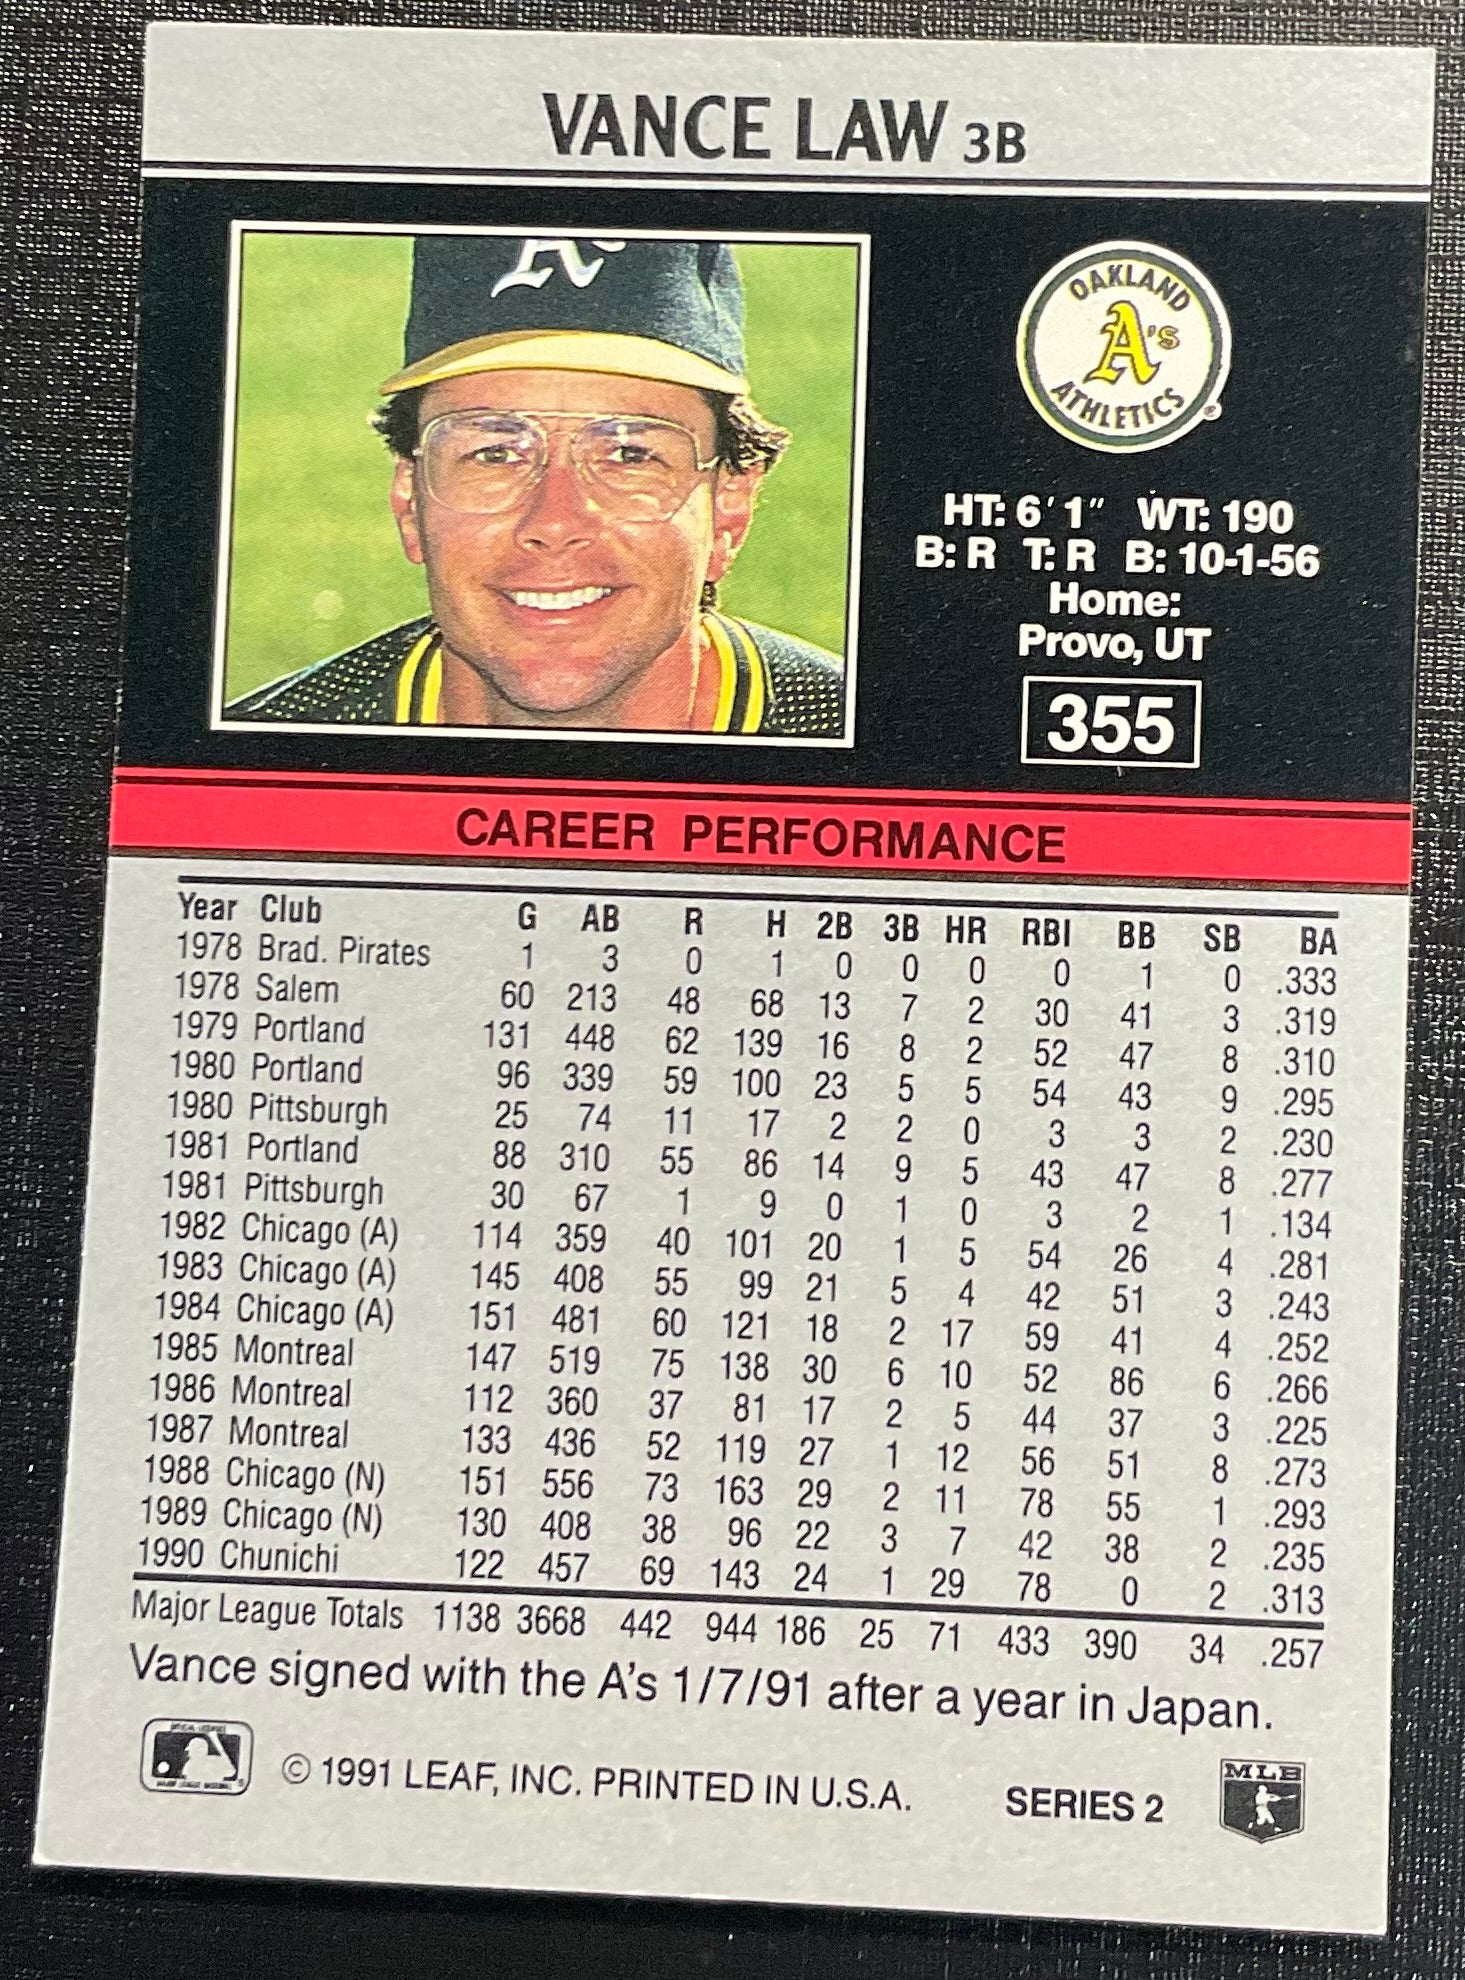 VANCE LAW 3B
A's
OAKLAND
A's
ATHLETICS
®
HT: 6' 1" WT: 190
B: R T: R B: 10-1-56
Home:
Provo, UT
355
CAREER PERFORMANCE
Year Club G AB R H 2B 3B HR RBI BB SB BA
1978 Brad. Pirates 1 3 0 1 0 0 0 0 1 0 .333
1978 Salem 60 213 48 68 13 7 2 30 41 3 .319
1979 Portland 131 448 62 139 16 8 2 52 47 8 .310
1980 Portland 96 339 59 100 23 5 5 54 43 9 .295
1980 Pittsburgh 25 74 11 17 2 2 0 3 3 2 .230
1981 Portland 88 310 55 86 14 9 5 43 47 8 .277
1981 Pittsburgh 30 67 1 9 0 1 0 3 2 1 .134
1982 Chicago (A) 114 359 40 101 20 1 5 54 26 4 .281
1983 Chicago (A) 145 408 55 99 21 5 4 42 51 3 .243
1984 Chicago (A) 151 481 60 121 18 2 17 59 41 4 .252
1985 Montreal 147 519 75 138 30 6 10 52 86 6 .266
1986 Montreal 112 360 37 81 17 2 5 44 37 3 .225
1987 Montreal 133 436 52 119 27 1 12 56 51 8 .273
1988 Chicago (N) 151 556 73 163 29 2 11 78 55 1 .293
1989 Chicago (N) 130 408 38 96 22 3 7 42 38 2 .235
1990 Chunichi 122 457 69 143 24 1 29 78 0 2 .313
Major League Totals 1138 3668 442 944 186 25 71 433 390 34 .257
Vance signed with the A's 1/7/91 after a year in Japan.
© 1991 LEAF, INC. PRINTED IN U.S.A.
SERIES 2
MLB